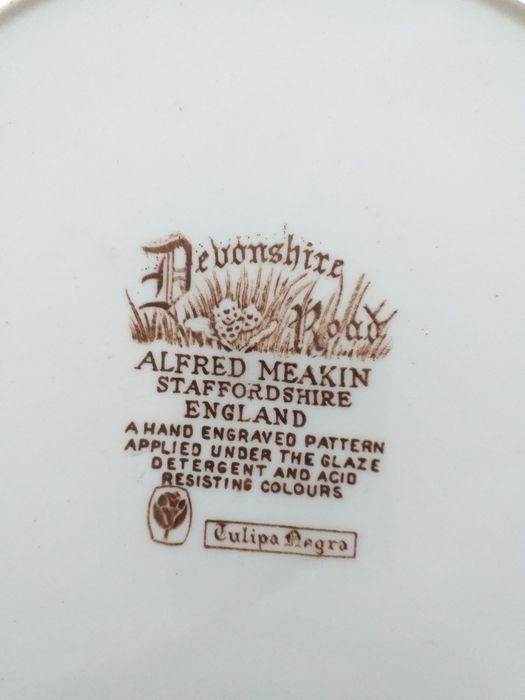 Devonshire
Road
ALFRED MEAKIN
STAFFORDSHIRE
ENGLAND
A HAND ENGRAVED PATTERN
APPLIED UNDER THE GLAZE
DETERGENT AND ACID
RESISTING COLOURS
Tulipa Negra